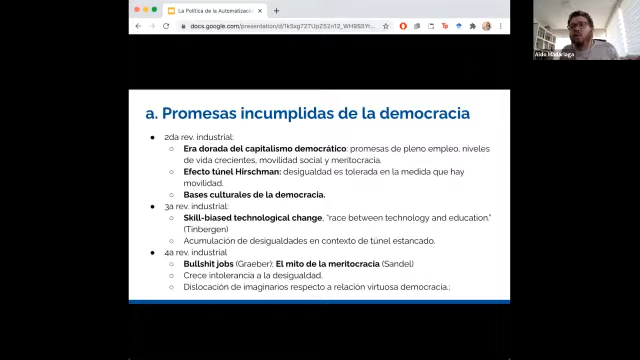 La Política de la Automatizació
docs.google.com/presentation/d/
Aldo Madariaga
a. Promesas incumplidas de la democracia
2da rev. industrial:
Era dorada del capitalismo democrático: promesas de pleno empleo, niveles
de vida crecientes, movilidad social y meritocracia.
Efecto túnel Hirschman: desigualdad es tolerada en la medida que hay
movilidad.
Bases culturales de la democracia.
3a rev. industrial:
Skill-biased technological change, “race between technology and education.”
(Tinbergen)
Acumulación de desigualdades en contexto de túnel estancado.
4a rev. industrial
Bullshit jobs (Graeber); El mito de la meritocracia (Sandel)
Crece intolerancia a la desigualdad.
Dislocación de imaginarios respecto a relación virtuosa democracia.;